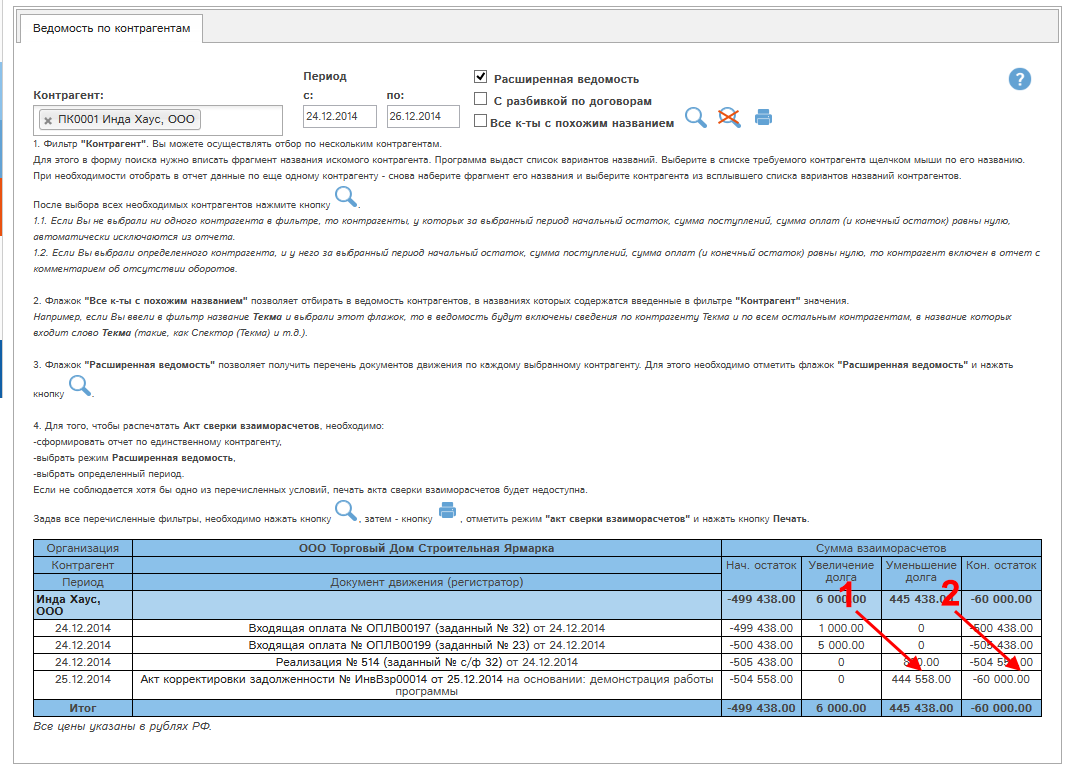 Ведомость по контрагентам
Период
Расширенная ведомость
Контрагент:
с:
по:
С разбивкой по договорам
ПК0001 Инда Хаус, ООО
24.12.2014
26.12.2014
Все к-ты с похожим названием
?
1. Фильтр "Контрагент". Вы можете осуществлять отбор по нескольким контрагентам.
Для этого в форму поиска нужно вписать фрагмент названия искомого контрагента. Программа выдаст список вариантов названий. Выберите в списке требуемого контрагента щелчком мыши по его названию.
При необходимости отобрать в отчет данные по еще одному контрагенту - снова наберите фрагмент его названия и выберите контрагента из всплывшего списка вариантов названий контрагентов.
После выбора всех необходимых контрагентов нажмите кнопку .
1.1. Если Вы не выбрали ни одного контрагента в фильтре, то контрагенты, у которых за выбранный период начальный остаток, сумма поступлений, сумма оплат (и конечный остаток) равны нулю,
автоматически исключаются из отчета.
1.2. Если Вы выбрали определенного контрагента, и у него за выбранный период начальный остаток, сумма поступлений, сумма оплат (и конечный остаток) равны нулю, то контрагент включен в отчет с
комментарием об отсутствии оборотов.
2. Флажок "Все к-ты с похожим названием" позволяет отбирать в ведомость контрагентов, в названиях которых содержатся введенные в фильтре "Контрагент" значения.
Например, если Вы ввели в фильтр название Текма и выбрали этот флажок, то в ведомость будут включены сведения по контрагенту Текма и по всем остальным контрагентам, в название которых
входит слово Текма (такие, как Спектор (Текма) и т.д.).
3. Флажок "Расширенная ведомость" позволяет получить перечень документов движения по каждому выбранному контрагенту. Для этого необходимо отметить флажок "Расширенная ведомость" и нажать
кнопку .
4. Для того, чтобы распечатать Акт сверки взаиморасчетов, необходимо:
-сформировать отчет по единственному контрагенту,
-выбрать режим Расширенная ведомость,
-выбрать определенный период.
Если не соблюдается хотя бы одно из перечисленных условий, печать акта сверки взаиморасчетов будет недоступна.
Задав все перечисленные фильтры, необходимо нажать кнопку , затем - кнопку , отметить режим "акт сверки взаиморасчетов" и нажать кнопку Печать.
Организация ООО Торговый Дом Строительная Ярмарка Сумма взаиморасчетов
Контрагент Нач. остаток Увеличение долга Уменьшение долга Кон. остаток
Период Документ движения (регистратор)
Инда Хаус, ООО -499 438.00 6 000.00 445 438.00 -60 000.00
1 2
24.12.2014 Входящая оплата № ОПЛВ00197 (заданный № 32) от 24.12.2014 -499 438.00 1 000.00 0 -500 438.00
24.12.2014 Входящая оплата № ОПЛВ00199 (заданный № 23) от 24.12.2014 -500 438.00 5 000.00 0 -505 438.00
24.12.2014 Реализация № 514 (заданный № с/ф 32) от 24.12.2014 -505 438.00 0 880.00 -504 558.00
25.12.2014 Акт корректировки задолженности № ИнвВзр00014 от 25.12.2014 на основании: демонстрация работы -504 558.00 0 444 558.00 -60 000.00
программы
Итог -499 438.00 6 000.00 445 438.00 -60 000.00
Все цены указаны в рублях РФ.